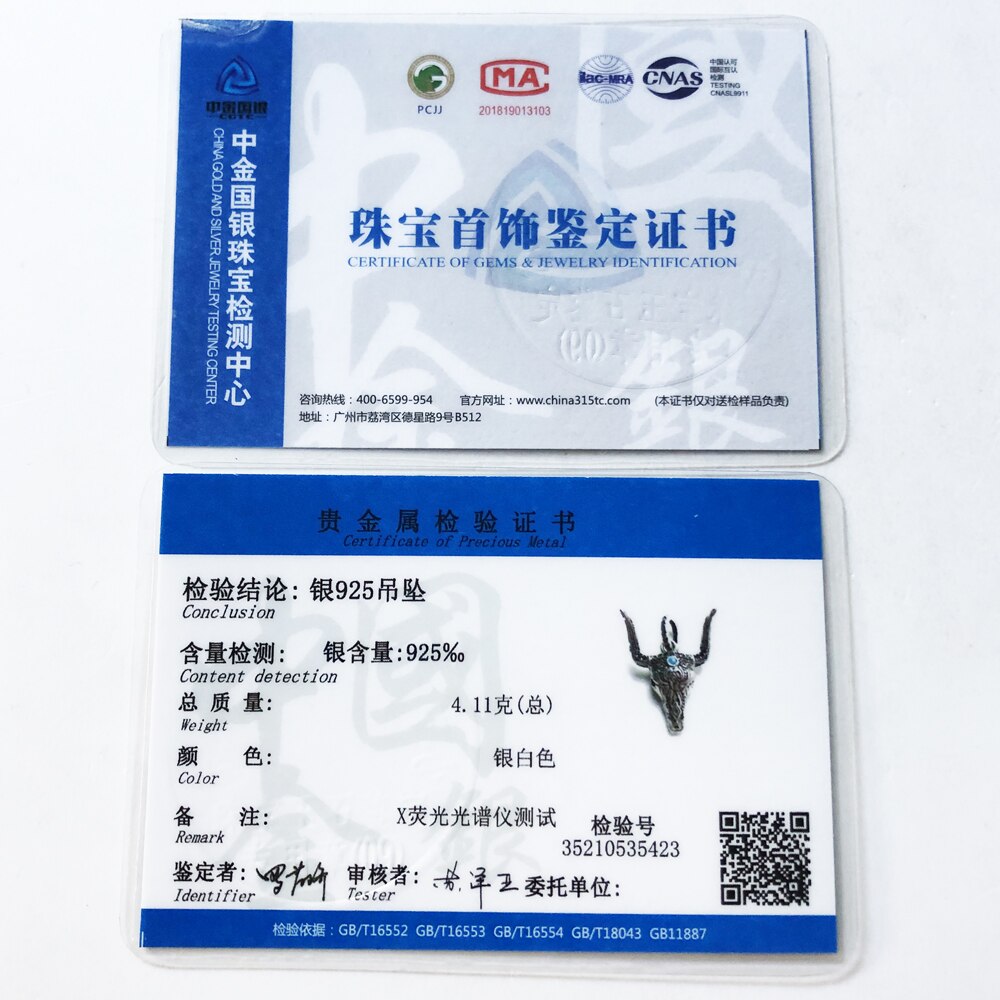 中金国银
CGTC
中金国银珠宝检测中心
CHINA GOLD AND SILVER JEWELRY TESTING CENTER
PCJJ
MA
201819013103
ilac-MRA
CNAS
中国认可
国际互认
检测
TESTING
CNASL9911
珠宝首饰鉴定证书
CERTIFICATE OF GEMS & JEWELRY IDENTIFICATION
咨询热线：400-6599-954 官方网址：www.china315tc.com (本证书仅对送检样品负责)
地址：广州市荔湾区德星路9号B512
贵金属检验证书
Certificate of Precious Metal
检验结论: 银925吊坠
Conclusion
含量检测: 银含量:925‰
Content detection
总质量: 4.11克(总)
Weight
颜色: 银白色
Color
备注: X荧光光谱仪测试
Remark
检验号
35210535423
鉴定者: 审核者: 委托单位:
Identifier Tester
检验依据：GB/T16552 GB/T16553 GB/T16554 GB/T18043 GB11887